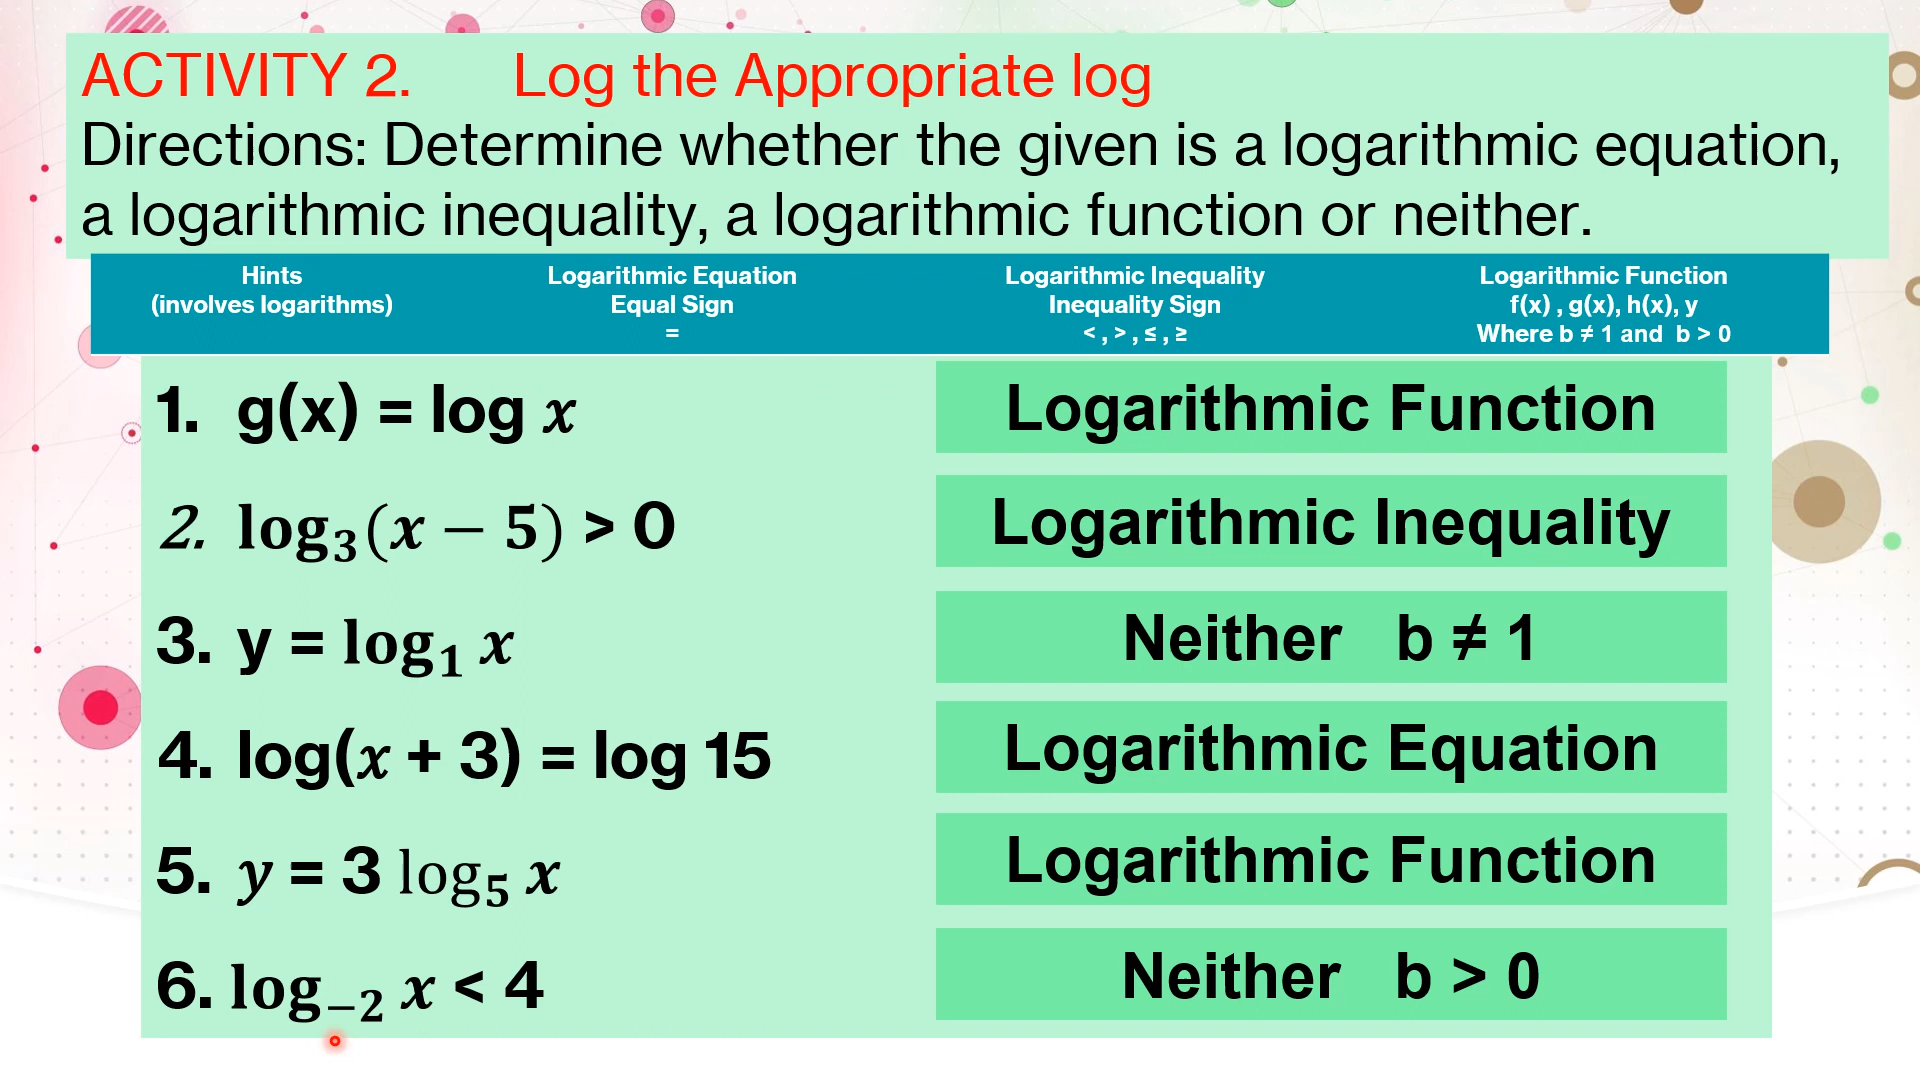 ACTIVITY 2. Log the Appropriate log
Directions: Determine whether the given is a logarithmic equation,
a logarithmic inequality, a logarithmic function or neither.
Hints Logarithmic Equation Logarithmic Inequality Logarithmic Function
(involves logarithms) Equal Sign Inequality Sign f(x) , g(x), h(x), y
= < , > , ≤ , ≥ Where b ≠ 1 and b > 0
1. g(x) = log x Logarithmic Function
2. log₃(x − 5) > 0 Logarithmic Inequality
3. y = log₁ x Neither b ≠ 1
4. log(x + 3) = log 15 Logarithmic Equation
5. y = 3 log₅ x Logarithmic Function
6. log₋₂ x < 4 Neither b > 0